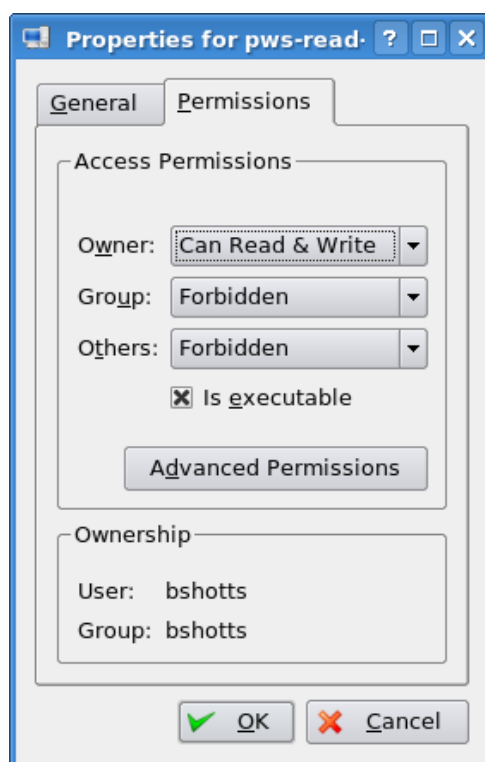 Properties for pws-read-
General Permissions
Access Permissions
Owner: Can Read & Write
Group: Forbidden
Others: Forbidden
Is executable
Advanced Permissions
Ownership
User: bshotts
Group: bshotts
OK Cancel